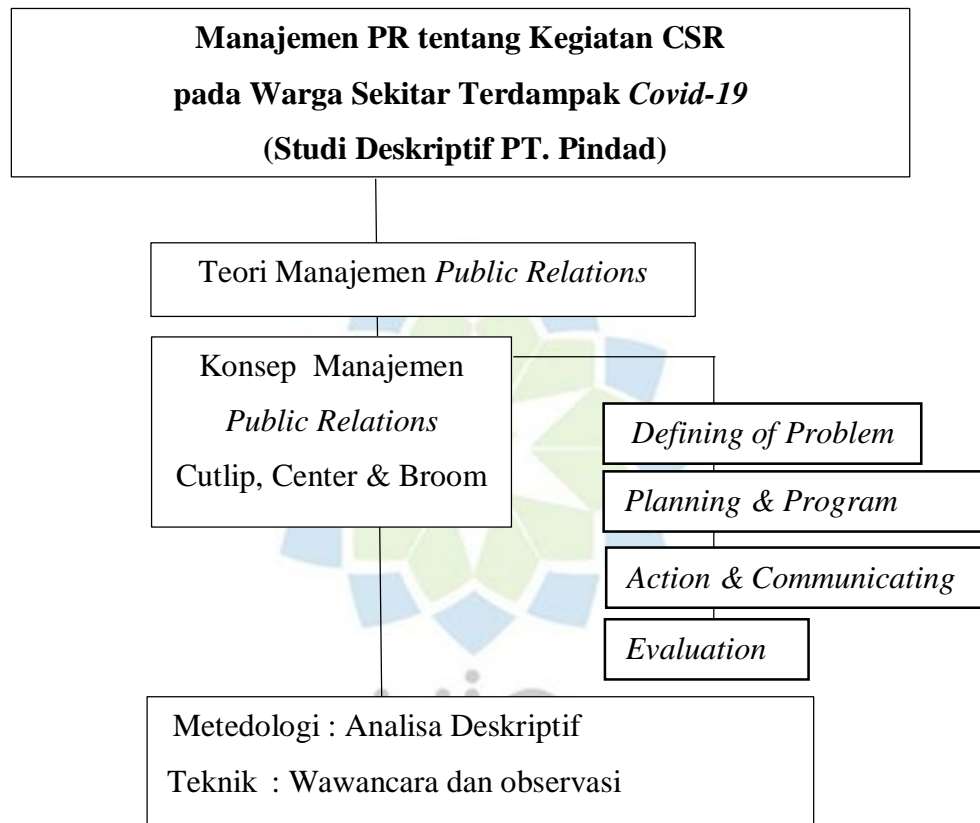 Manajemen PR tentang Kegiatan CSR
pada Warga Sekitar Terdampak Covid-19
(Studi Deskriptif PT. Pindad)
Teori Manajemen Public Relations
Konsep Manajemen
Public Relations
Cutlip, Center & Broom
Defining of Problem
Planning & Program
Action & Communicating
Evaluation
Metedologi : Analisa Deskriptif
Teknik : Wawancara dan observasi